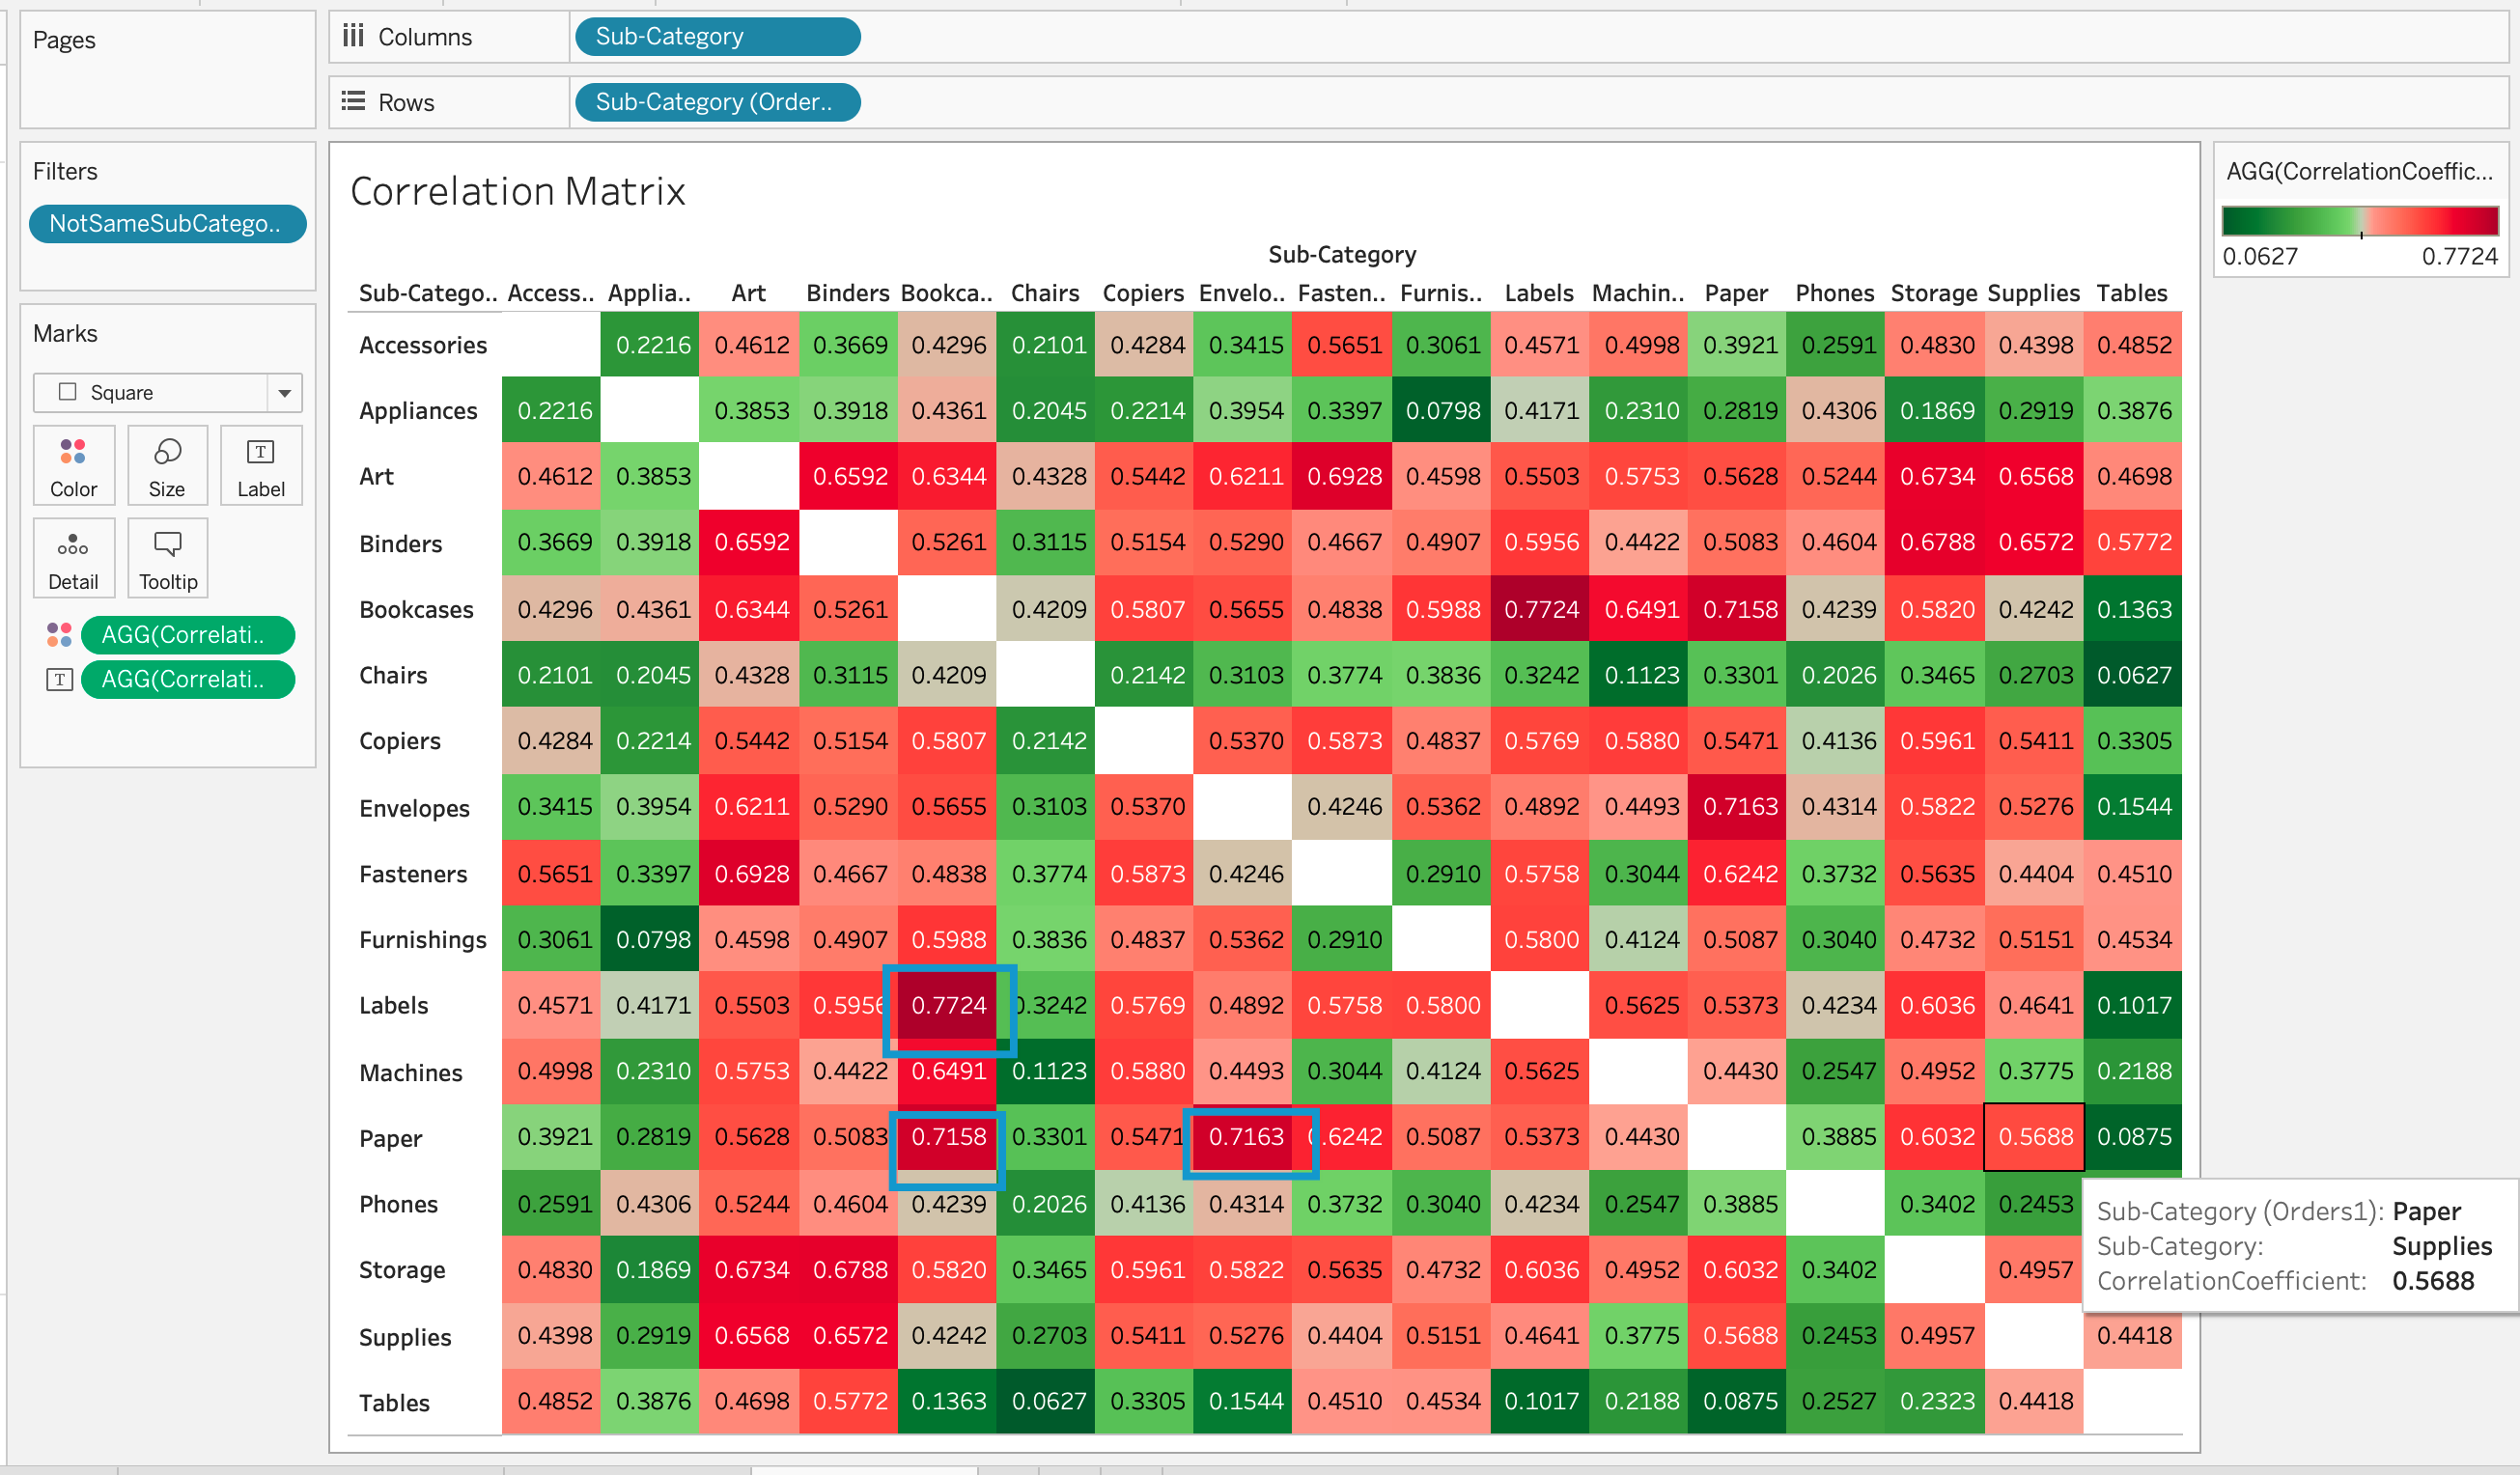 Pages
Columns
Sub-Category
Rows
Sub-Category (Order..
Filters
NotSameSubCatego..
Marks
Square
Color
Size
Label
Detail
Tooltip
AGG(Correlati..
AGG(Correlati..
Correlation Matrix
Sub-Category
Sub-Catego.. Access.. Applia.. Art Binders Bookca.. Chairs Copiers Envelo.. Fasten.. Furnis.. Labels Machin.. Paper Phones Storage Supplies Tables
Accessories 0.2216 0.4612 0.3669 0.4296 0.2101 0.4284 0.3415 0.5651 0.3061 0.4571 0.4998 0.3921 0.2591 0.4830 0.4398 0.4852
Appliances 0.2216 0.3853 0.3918 0.4361 0.2045 0.2214 0.3954 0.3397 0.0798 0.4171 0.2310 0.2819 0.4306 0.1869 0.2919 0.3876
Art 0.4612 0.3853 0.6592 0.6344 0.4328 0.5442 0.6211 0.6928 0.4598 0.5503 0.5753 0.5628 0.5244 0.6734 0.6568 0.4698
Binders 0.3669 0.3918 0.6592 0.5261 0.3115 0.5154 0.5290 0.4667 0.4907 0.5956 0.4422 0.5083 0.4604 0.6788 0.6572 0.5772
Bookcases 0.4296 0.4361 0.6344 0.5261 0.4209 0.5807 0.5655 0.4838 0.5988 0.7724 0.6491 0.7158 0.4239 0.5820 0.4242 0.1363
Chairs 0.2101 0.2045 0.4328 0.3115 0.4209 0.2142 0.3103 0.3774 0.3836 0.3242 0.1123 0.3301 0.2026 0.3465 0.2703 0.0627
Copiers 0.4284 0.2214 0.5442 0.5154 0.5807 0.2142 0.5370 0.5873 0.4837 0.5769 0.5880 0.5471 0.4136 0.5961 0.5411 0.3305
Envelopes 0.3415 0.3954 0.6211 0.5290 0.5655 0.3103 0.5370 0.4246 0.5362 0.4892 0.4493 0.7163 0.4314 0.5822 0.5276 0.1544
Fasteners 0.5651 0.3397 0.6928 0.4667 0.4838 0.3774 0.5873 0.4246 0.2910 0.5758 0.3044 0.6242 0.3732 0.5635 0.4404 0.4510
Furnishings 0.3061 0.0798 0.4598 0.4907 0.5988 0.3836 0.4837 0.5362 0.2910 0.5800 0.4124 0.5087 0.3040 0.4732 0.5151 0.4534
Labels 0.4571 0.4171 0.5503 0.5956 0.7724 0.3242 0.5769 0.4892 0.5758 0.5800 0.5625 0.5373 0.4234 0.6036 0.4641 0.1017
Machines 0.4998 0.2310 0.5753 0.4422 0.6491 0.1123 0.5880 0.4493 0.3044 0.4124 0.5625 0.4430 0.2547 0.4952 0.3775 0.2188
Paper 0.3921 0.2819 0.5628 0.5083 0.7158 0.3301 0.5471 0.7163 0.6242 0.5087 0.5373 0.4430 0.3885 0.6032 0.5688 0.0875
Phones 0.2591 0.4306 0.5244 0.4604 0.4239 0.2026 0.4136 0.4314 0.3732 0.3040 0.4234 0.2547 0.3885 0.3402 0.2453
Storage 0.4830 0.1869 0.6734 0.6788 0.5820 0.3465 0.5961 0.5822 0.5635 0.4732 0.6036 0.4952 0.6032 0.3402 0.4957
Supplies 0.4398 0.2919 0.6568 0.6572 0.4242 0.2703 0.5411 0.5276 0.4404 0.5151 0.4641 0.3775 0.5688 0.2453 0.4957 0.4418
Tables 0.4852 0.3876 0.4698 0.5772 0.1363 0.0627 0.3305 0.1544 0.4510 0.4534 0.1017 0.2188 0.0875 0.2527 0.2323 0.4418
Sub-Category (Orders1): Paper
Sub-Category: Supplies
CorrelationCoefficient: 0.5688
AGG(CorrelationCoeffic...
0.0627 0.7724